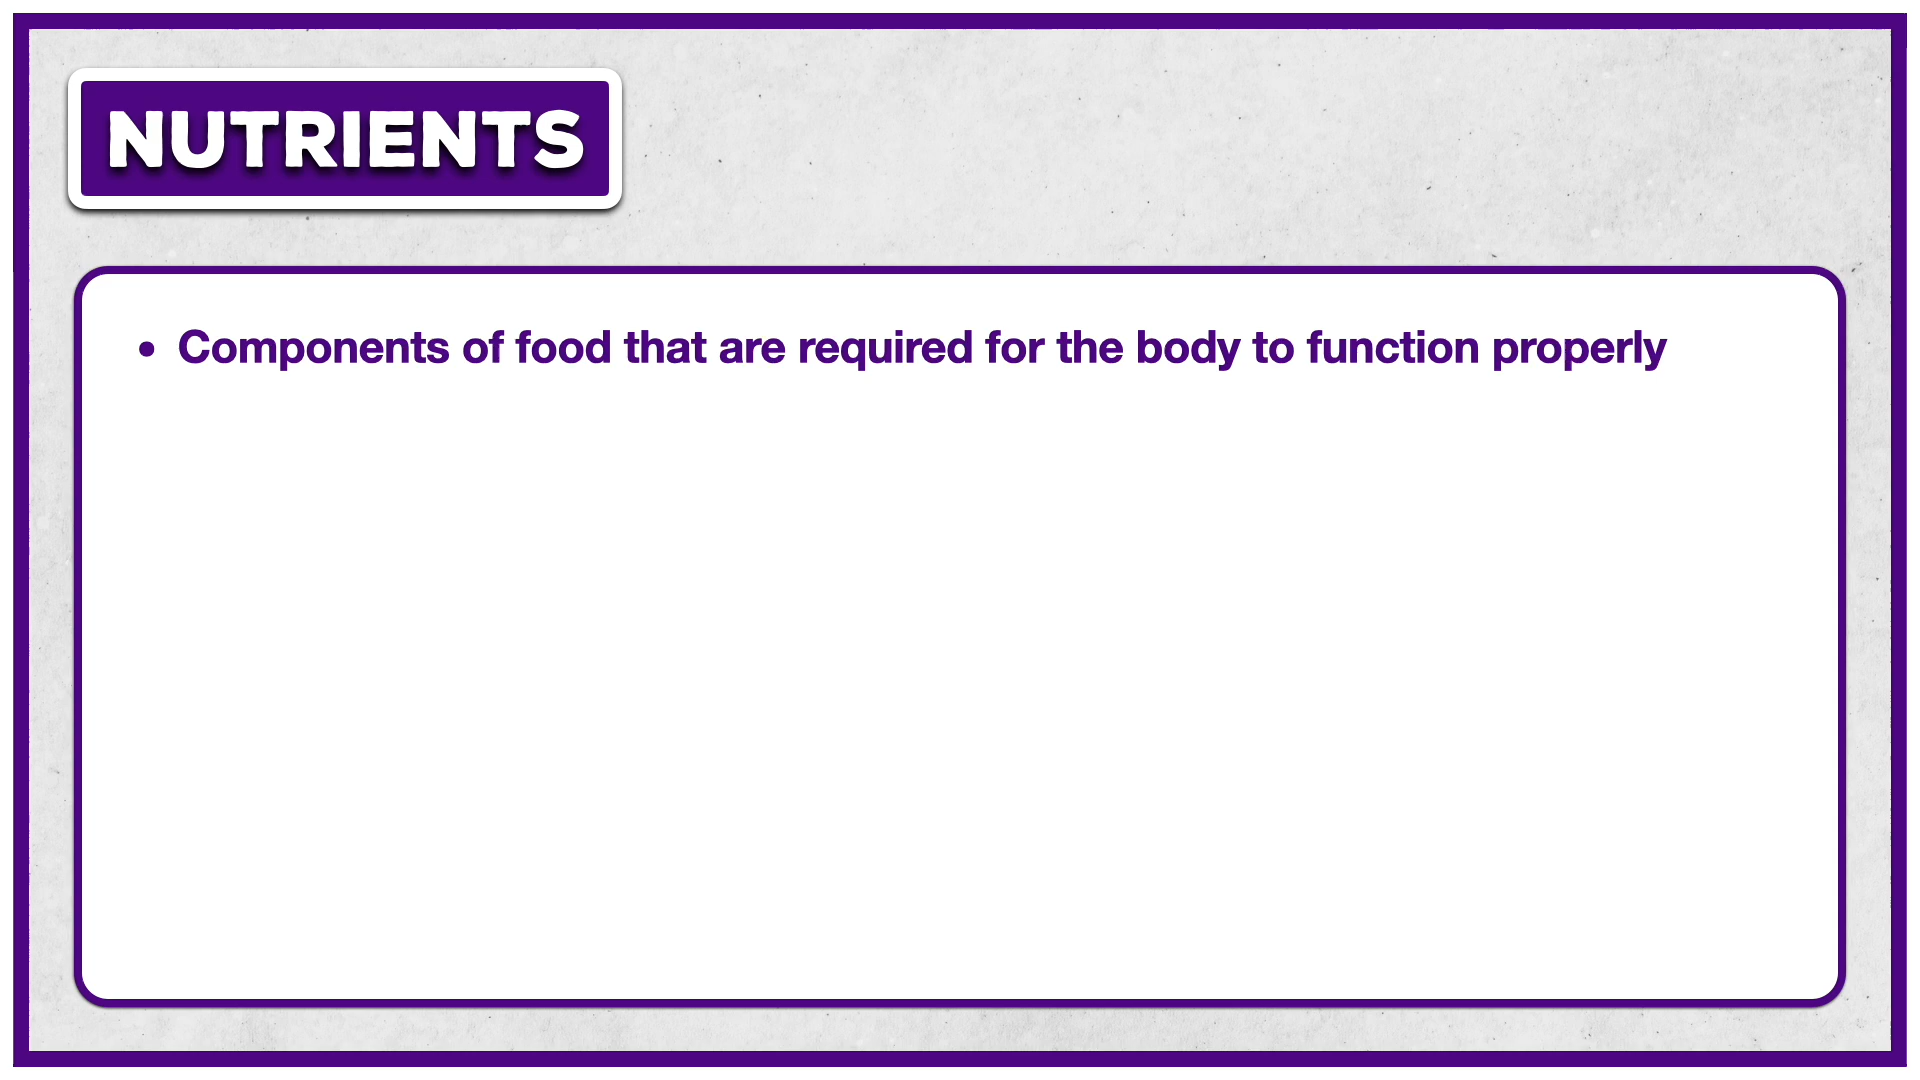 NUTRIENTS
• Components of food that are required for the body to function properly